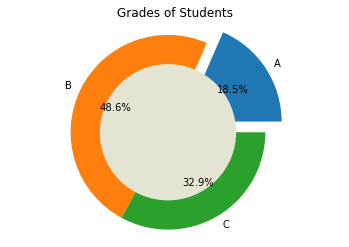 Grades of Students
A
18.5%
B
48.6%
32.9%
C